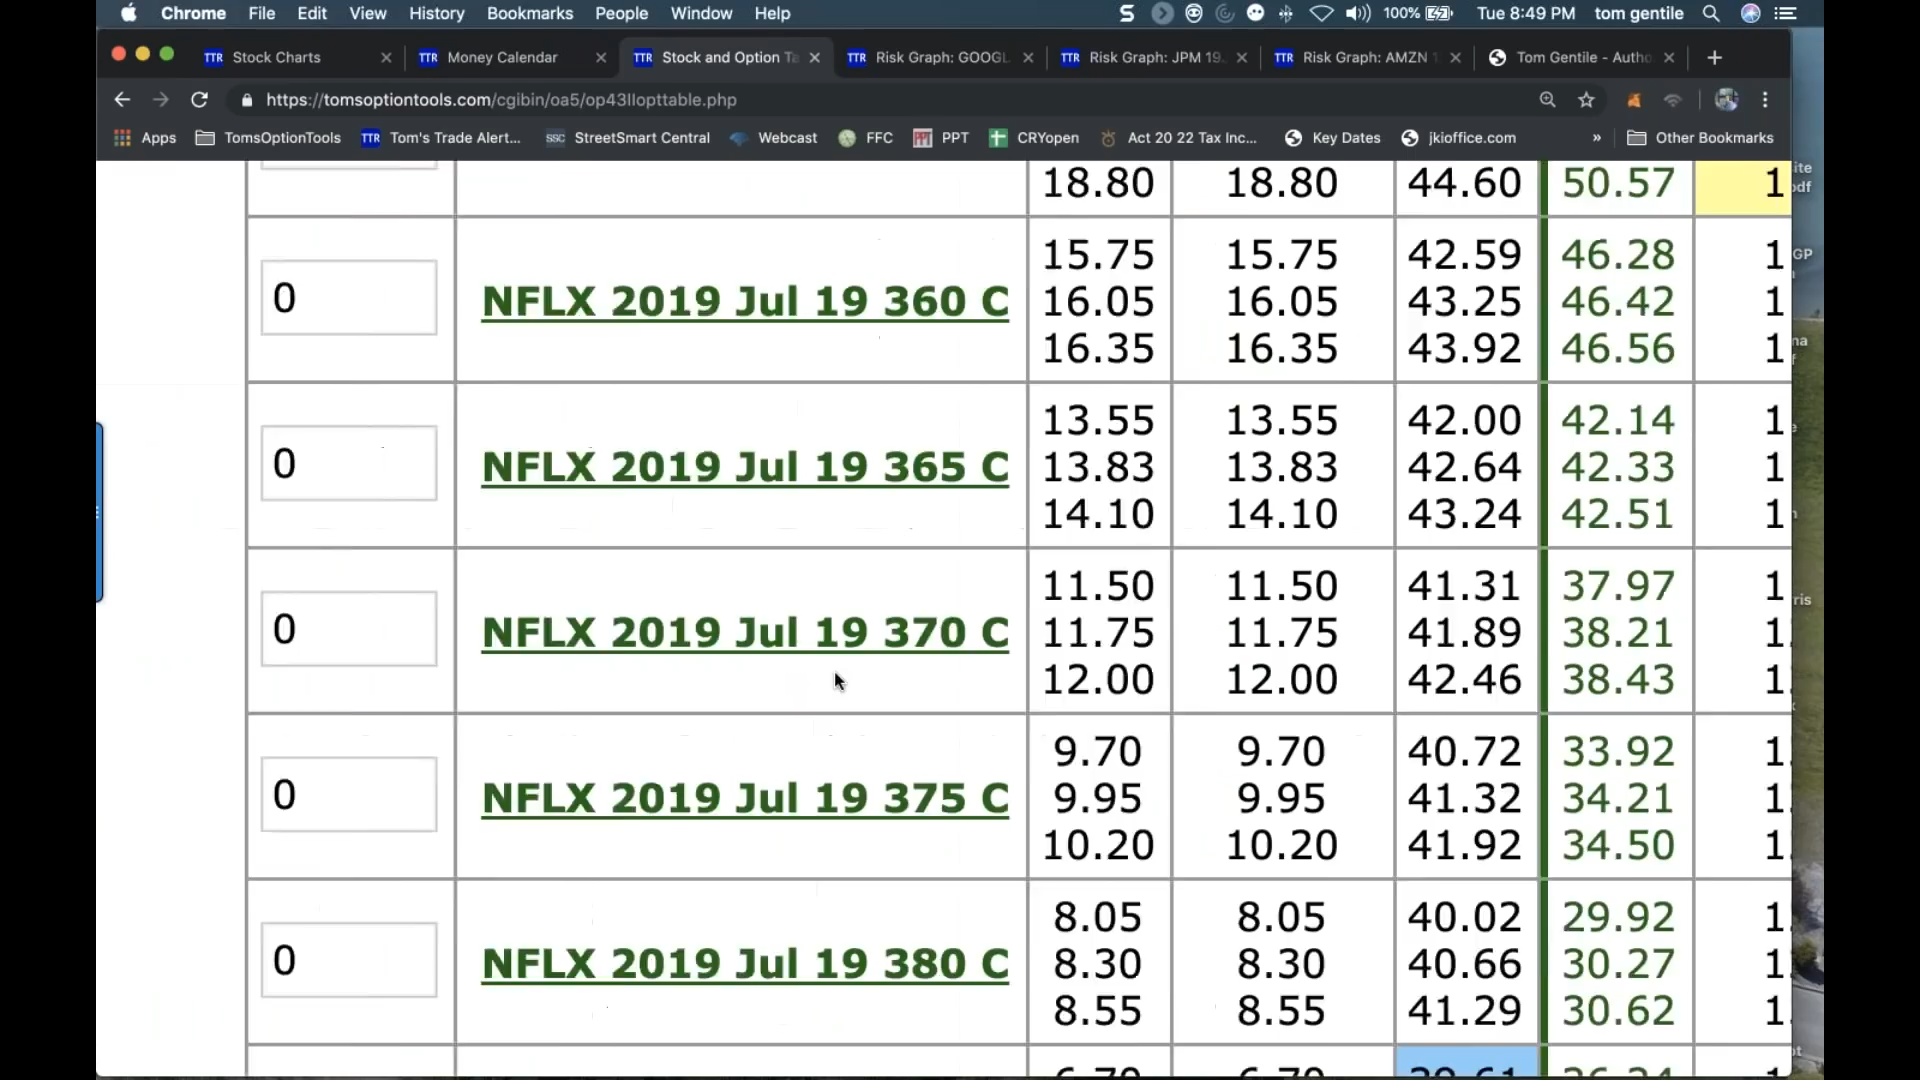 Chrome File Edit View History Bookmarks People Window Help 100% Tue 8:49 PM tom gentile
TTR Stock Charts TTR Money Calendar TTR Stock and Option Ta TTR Risk Graph: GOOGL TTR Risk Graph: JPM 19. TTR Risk Graph: AMZN 1 Tom Gentile - Autho
https://tomsoptiontools.com/cgibin/oa5/op43llopttable.php
Apps TomsOptionTools TTR Tom's Trade Alert... SSC StreetSmart Central Webcast FFC PPT CRYopen Act 20 22 Tax Inc... Key Dates jkioffice.com » Other Bookmarks
18.80 18.80 44.60 50.57 1
15.75 15.75 42.59 46.28 1
0 NFLX 2019 Jul 19 360 C 16.05 16.05 43.25 46.42 1
16.35 16.35 43.92 46.56 1
13.55 13.55 42.00 42.14 1
0 NFLX 2019 Jul 19 365 C 13.83 13.83 42.64 42.33 1
14.10 14.10 43.24 42.51 1
11.50 11.50 41.31 37.97 1
0 NFLX 2019 Jul 19 370 C 11.75 11.75 41.89 38.21 1
12.00 12.00 42.46 38.43 1
9.70 9.70 40.72 33.92 1
0 NFLX 2019 Jul 19 375 C 9.95 9.95 41.32 34.21 1
10.20 10.20 41.92 34.50 1
8.05 8.05 40.02 29.92 1
0 NFLX 2019 Jul 19 380 C 8.30 8.30 40.66 30.27 1
8.55 8.55 41.29 30.62 1